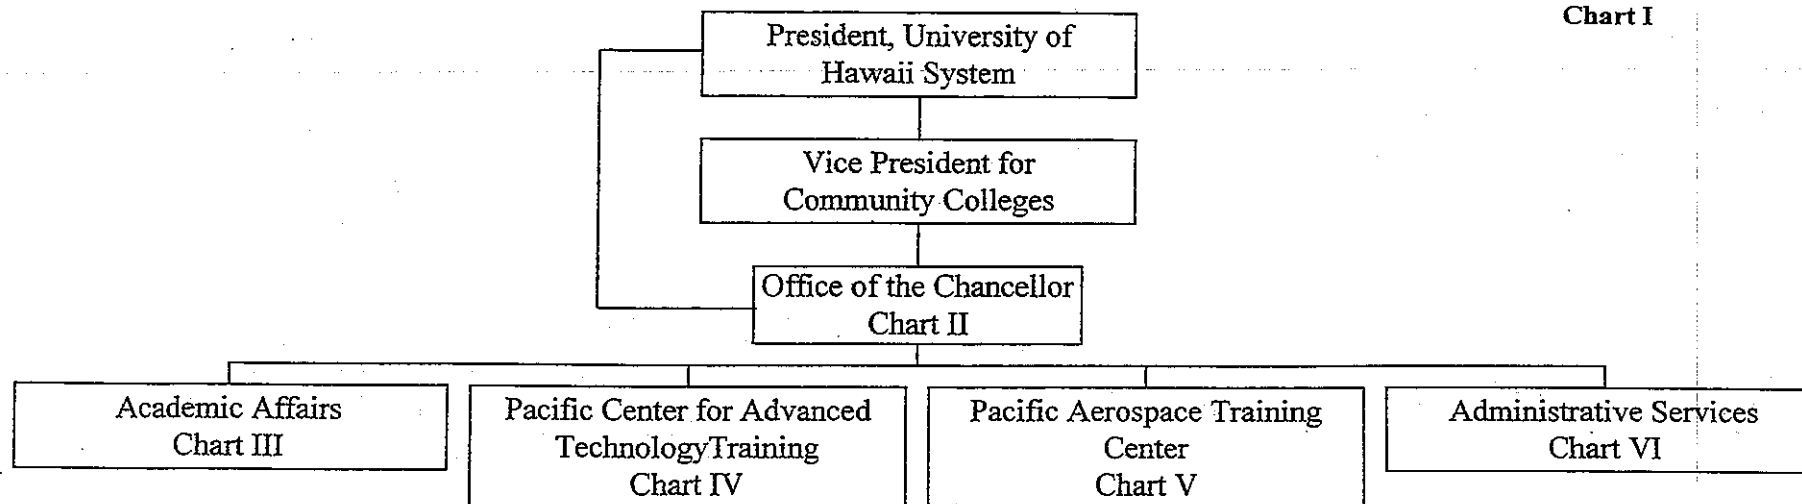 Chart I
President, University of
Hawaii System
Vice President for
Community Colleges
Office of the Chancellor
Chart II
Academic Affairs
Chart III
Pacific Center for Advanced
TechnologyTraining
Chart IV
Pacific Aerospace Training
Center
Chart V
Administrative Services
Chart VI